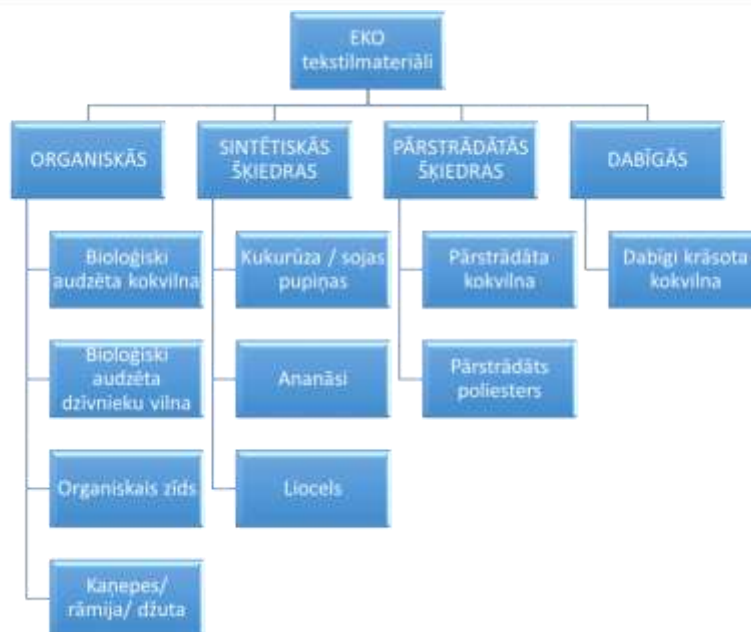 EKO
tekstilmateriāli
ORGANISKĀS
SINTĒTISKĀS
ŠĶIEDRAS
PĀRSTRĀDĀTĀS
ŠĶIEDRAS
DABĪGĀS
Bioloģiski
audzēta kokvilna
Bioloģiski
audzēta
dzīvnieku vilna
Organiskais zīds
Kaņepes/
rāmija/ džuta
Kukurūza / sojas
pupiņas
Ananāsi
Liocels
Pārstrādāta
kokvilna
Pārstrādāts
poliesters
Dabīgi krāsota
kokvilna